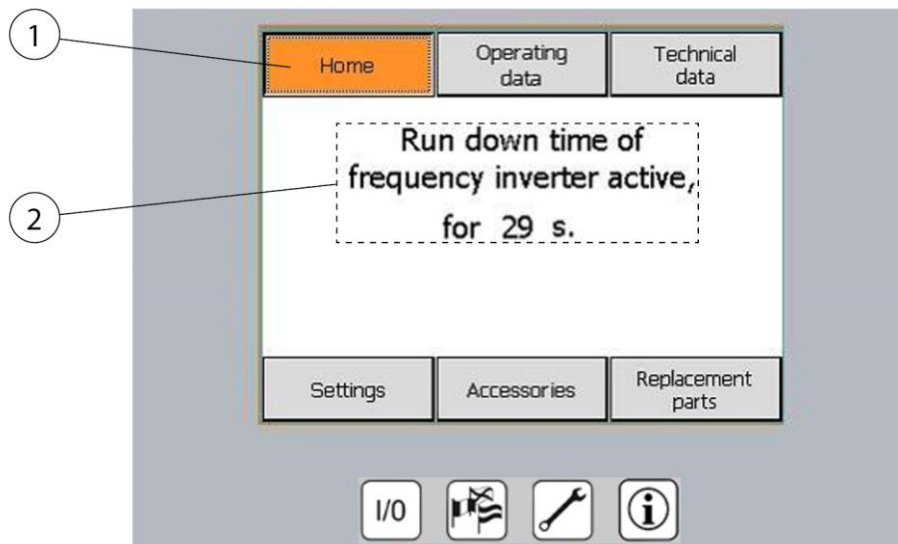 1
Home
Operating
data
Technical
data
Run down time of
frequency inverter active,
for 29 s.
2
Settings
Accessories
Replacement
parts
I/0
i